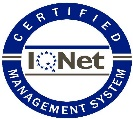 CERTIFIED
IQNet
MANAGEMENT SYSTEM